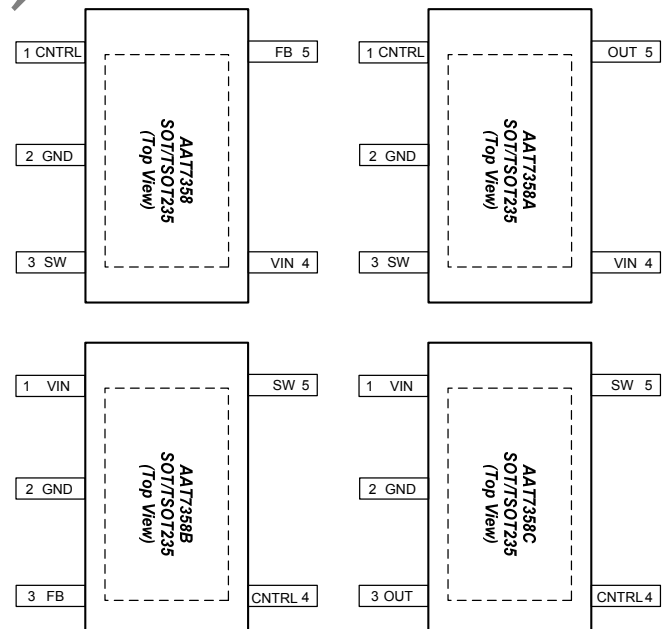 1 CNTRL
FB 5
2 GND
3 SW
VIN 4
AAT7358
SOT/TSOT235
(Top View)
1 CNTRL
OUT 5
2 GND
3 SW
VIN 4
AAT7358A
SOT/TSOT235
(Top View)
1 VIN
SW 5
2 GND
3 FB
CNTRL 4
AAT7358B
SOT/TSOT235
(Top View)
1 VIN
SW 5
2 GND
3 OUT
CNTRL 4
AAT7358C
SOT/TSOT235
(Top View)